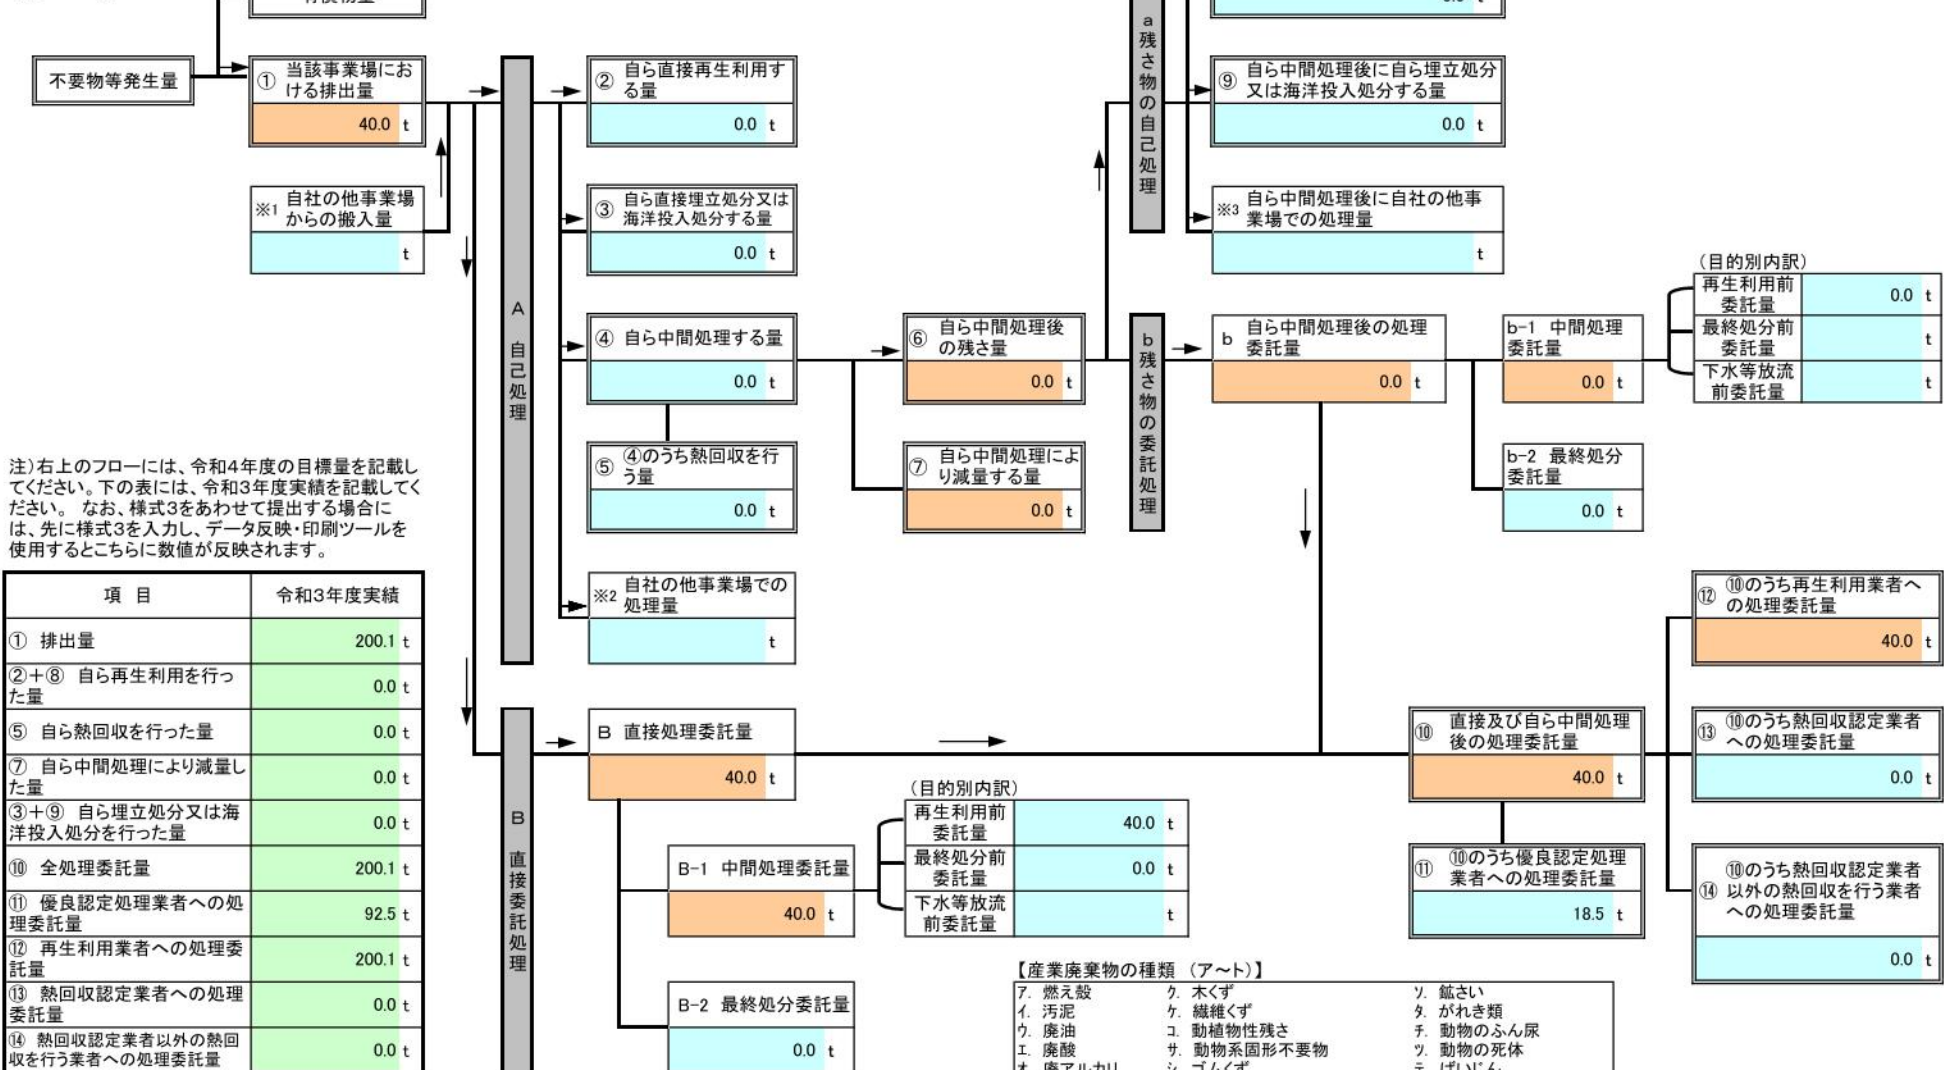 不要物等発生量
① 当該事業場にお
ける排出量
40.0 t
※1 自社の他事業場
からの搬入量
t
A 自己処理
② 自ら直接再生利用す
る量
0.0 t
③ 自ら直接埋立処分又は
海洋投入処分する量
0.0 t
④ 自ら中間処理する量
0.0 t
⑤ ④のうち熱回収を行
う量
0.0 t
※2 自社の他事業場での
処理量
t
⑥ 自ら中間処理後
の残さ量
0.0 t
⑦ 自ら中間処理によ
り減量する量
0.0 t
a 残さ物の自己処理
⑨ 自ら中間処理後に自ら埋立処分
又は海洋投入処分する量
0.0 t
※3 自ら中間処理後に自社の他事
業場での処理量
t
b 残さ物の委託処理
b 自ら中間処理後の処理
委託量
0.0 t
b-1 中間処理
委託量
0.0 t
(目的別内訳)
再生利用前
委託量
0.0 t
最終処分前
委託量
t
下水等放流
前委託量
t
b-2 最終処分
委託量
0.0 t
注)右上のフローには、令和4年度の目標量を記載し
てください。下の表には、令和3年度実績を記載してく
ださい。 なお、様式3をあわせて提出する場合に
は、先に様式3を入力し、データ反映・印刷ツールを
使用するとこちらに数値が反映されます。
項 目 令和3年度実績
① 排出量 200.1 t
②+⑧ 自ら再生利用を行っ
た量
0.0 t
⑤ 自ら熱回収を行った量 0.0 t
⑦ 自ら中間処理により減量し
た量
0.0 t
③+⑨ 自ら埋立処分又は海
洋投入処分を行った量
0.0 t
⑩ 全処理委託量 200.1 t
⑪ 優良認定処理業者への処
理委託量
92.5 t
⑫ 再生利用業者への処理委
託量
200.1 t
⑬ 熱回収認定業者への処理
委託量
0.0 t
⑭ 熱回収認定業者以外の熱回
収を行う業者への処理委託量
0.0 t
B 直接委託処理
B 直接処理委託量
40.0 t
B-1 中間処理委託量
40.0 t
(目的別内訳)
再生利用前
委託量
40.0 t
最終処分前
委託量
0.0 t
下水等放流
前委託量
t
B-2 最終処分委託量
0.0 t
⑩ 直接及び自ら中間処理
後の処理委託量
40.0 t
⑪ ⑩のうち優良認定処理
業者への処理委託量
18.5 t
⑫ ⑩のうち再生利用業者へ
の処理委託量
40.0 t
⑬ ⑩のうち熱回収認定業者
への処理委託量
0.0 t
⑭ ⑩のうち熱回収認定業者
以外の熱回収を行う業者
への処理委託量
0.0 t
【産業廃棄物の種類 (ア~ト)】
ア. 燃え殻 ク. 木くず ソ. 鉱さい
イ. 汚泥 ケ. 繊維くず タ. がれき類
ウ. 廃油 コ. 動植物性残さ チ. 動物のふん尿
エ. 廃酸 サ. 動物系固形不要物 ツ. 動物の死体
オ. 廃アルカリ シ. ゴムくず テ. ばいじん